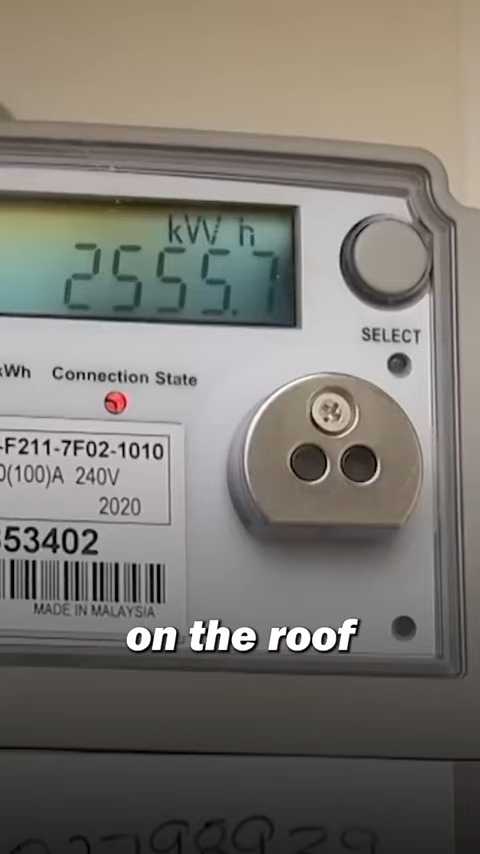 kW h
2555.7
SELECT
kWh Connection State
-F211-7F02-1010
0(100)A 240V
2020
53402
MADE IN MALAYSIA
on the roof